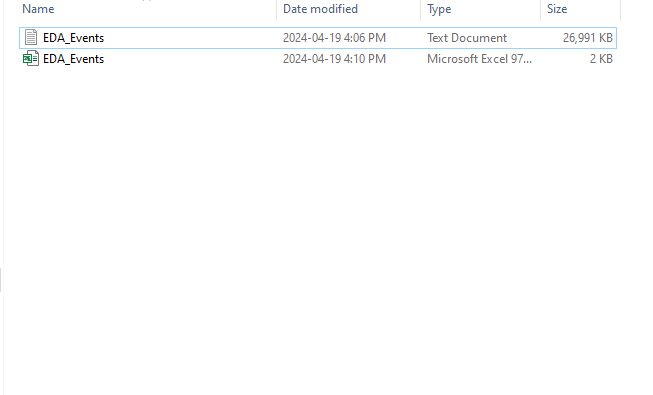 Name Date modified Type Size
EDA_Events 2024-04-19 4:06 PM Text Document 26,991 KB
EDA_Events 2024-04-19 4:10 PM Microsoft Excel 97... 2 KB